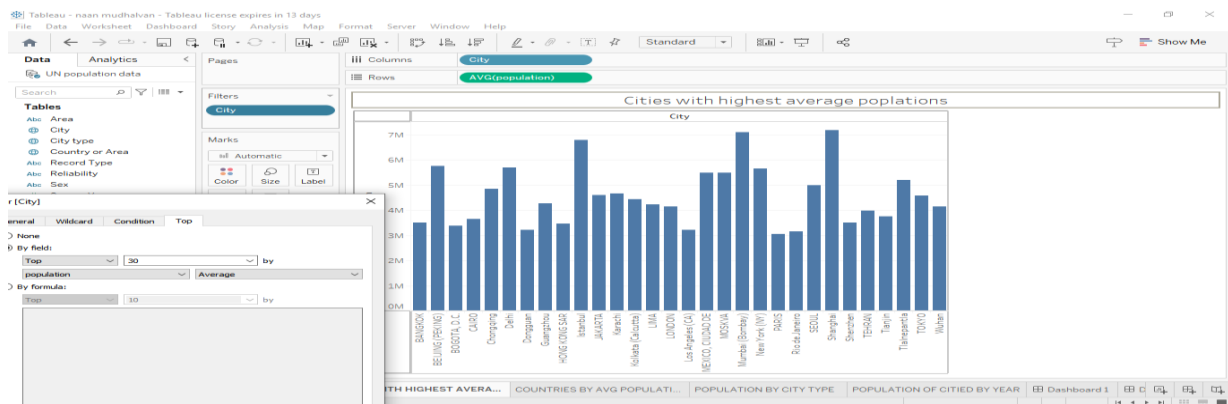 Tableau - naan mudhalvan - Tableau license expires in 13 days
File Data Worksheet Dashboard Story Analysis Map Format Server Window Help
Standard
Show Me
Data Analytics
UN population data
Search
Tables
Abc Area
City
City type
Country or Area
Abc Record Type
Abc Reliability
Abc Sex
Pages
Filters
City
Marks
Automatic
Color Size Label
Columns City
Rows AVG(population)
Cities with highest average poplations
City
7M
6M
5M
4M
3M
2M
1M
0M
BANGKOK
BEIJING (PEKING)
BOGOTA, D.C.
CAIRO
Chongqing
Delhi
Dongguan
Guangzhou
HONG KONG SAR
Istanbul
JAKARTA
Karachi
Kolkata (Calcutta)
LIMA
LONDON
Los Angeles (CA)
MEXICO, CIUDAD DE
MOSKVA
Mumbai (Bombay)
New York (NY)
PARIS
Rio de Janeiro
SEOUL
Shanghai
Shenzhen
TEHRAN
Tianjin
Tlalnepantla
TOKYO
Wuhan
r [City]
eneral Wildcard Condition Top
None
By field:
Top 30 by
population Average
By formula:
Top 10 by
ITH HIGHEST AVERA... COUNTRIES BY AVG POPULATI... POPULATION BY CITY TYPE POPULATION OF CITIED BY YEAR Dashboard 1 D